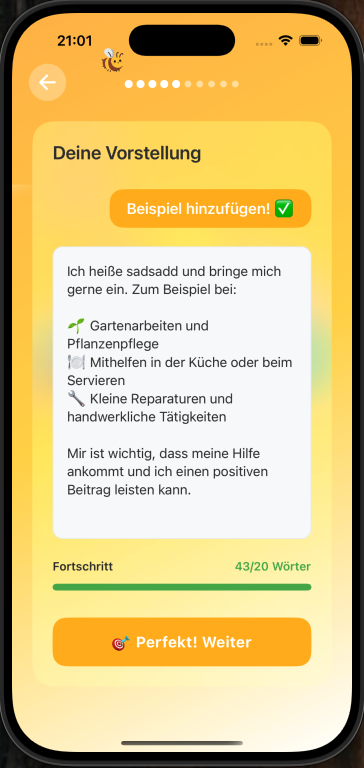 21:01
Deine Vorstellung
Beispiel hinzufügen! ✅
Ich heiße sadsadd und bringe mich
gerne ein. Zum Beispiel bei:
🌱 Gartenarbeiten und
Pflanzenpflege
🍽️ Mithelfen in der Küche oder beim
Servieren
🔧 Kleine Reparaturen und
handwerkliche Tätigkeiten
Mir ist wichtig, dass meine Hilfe
ankommt und ich einen positiven
Beitrag leisten kann.
Fortschritt
43/20 Wörter
🎯 Perfekt! Weiter